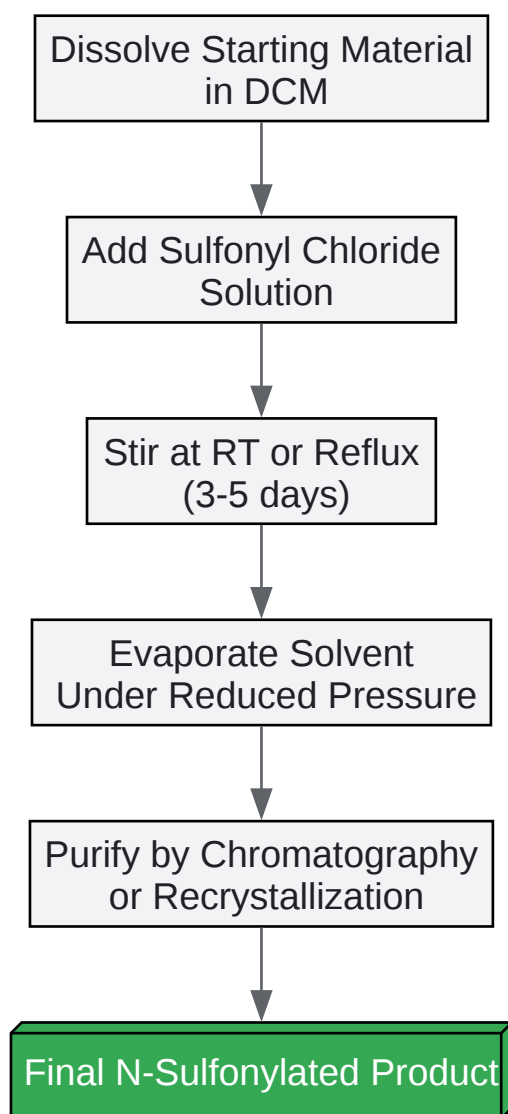 Dissolve Starting Material
in DCM
Add Sulfonyl Chloride
Solution
Stir at RT or Reflux
(3-5 days)
Evaporate Solvent
Under Reduced Pressure
Purify by Chromatography
or Recrystallization
Final N-Sulfonylated Product